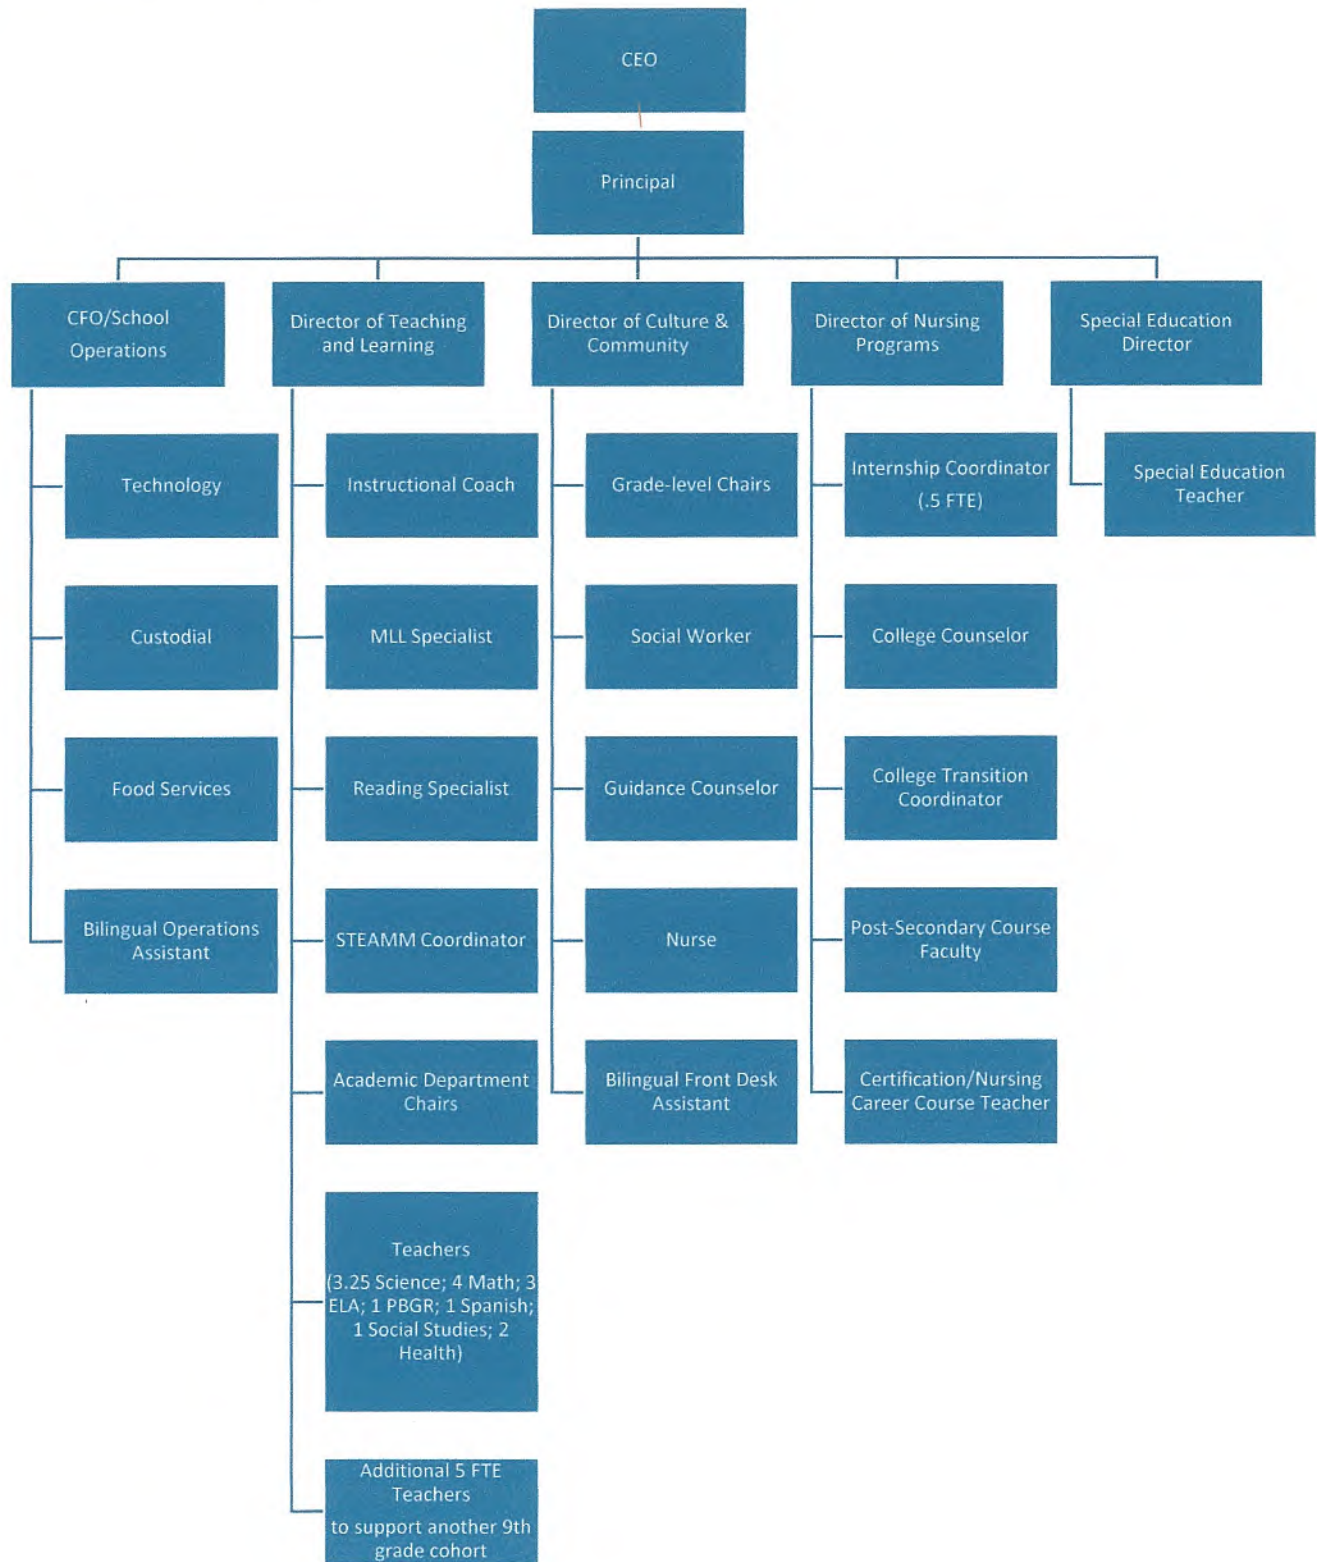 CEO
Principal
CFO/School
Operations
Director of Teaching
and Learning
Director of Culture &
Community
Director of Nursing
Programs
Special Education
Director
Technology
Instructional Coach
Grade-level Chairs
Internship Coordinator
(.5 FTE)
Special Education
Teacher
Custodial
MLL Specialist
Social Worker
College Counselor
Food Services
Reading Specialist
Guidance Counselor
College Transition
Coordinator
Bilingual Operations
Assistant
STEAMM Coordinator
Nurse
Post-Secondary Course
Faculty
Academic Department
Chairs
Bilingual Front Desk
Assistant
Certification/Nursing
Career Course Teacher
Teachers
(3.25 Science; 4 Math; 3
ELA; 1 PBGR; 1 Spanish;
1 Social Studies; 2
Health)
Additional 5 FTE
Teachers
to support another 9th
grade cohort